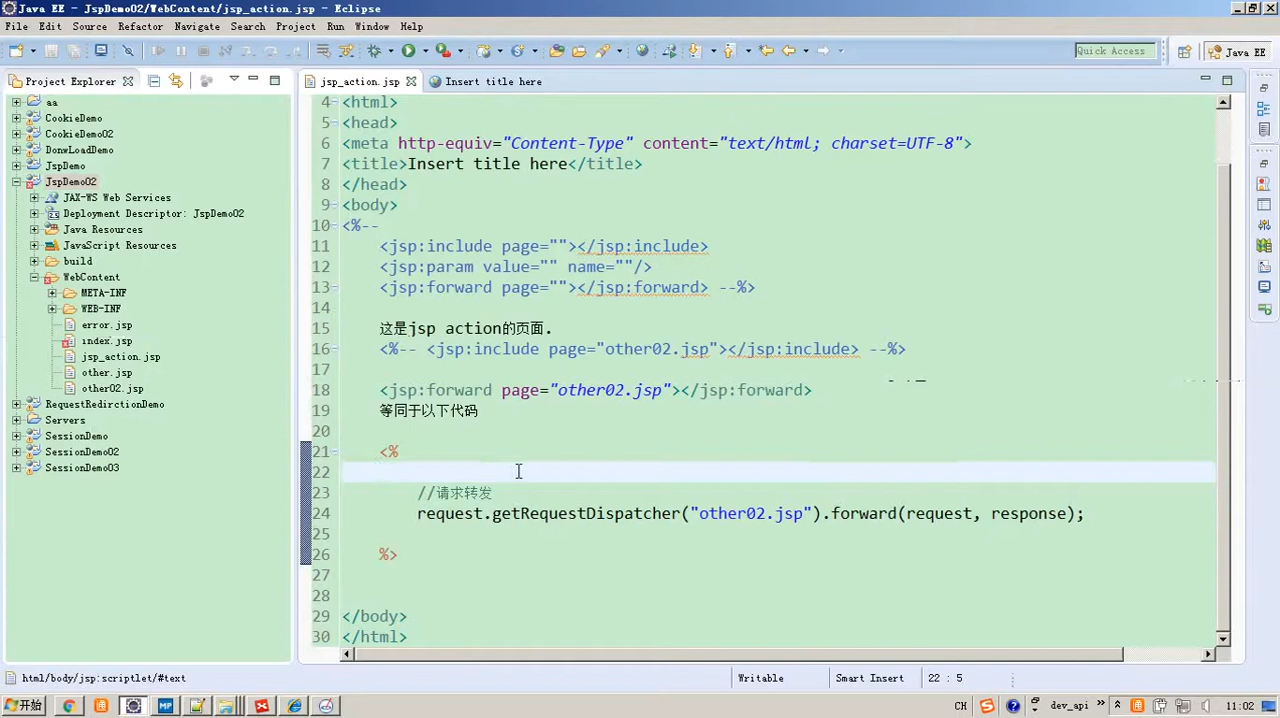 Java EE - JspDemo02/WebContent/jsp_action.jsp - Eclipse
File Edit Source Refactor Navigate Search Project Run Window Help
Quick Access
Java EE
Project Explorer
jsp_action.jsp
Insert title here
aa
CookieDemo
CookieDemo02
DonwLoadDemo
JspDemo
JspDemo02
JAX-WS Web Services
Deployment Descriptor: JspDemo02
Java Resources
JavaScript Resources
build
WebContent
META-INF
WEB-INF
error.jsp
index.jsp
jsp_action.jsp
other.jsp
other02.jsp
RequestRedirctionDemo
Servers
SessionDemo
SessionDemo02
SessionDemo03
4 <html>
5 <head>
6 <meta http-equiv="Content-Type" content="text/html; charset=UTF-8">
7 <title>Insert title here</title>
8 </head>
9 <body>
10 <%--
11 <jsp:include page=""></jsp:include>
12 <jsp:param value="" name=""/>
13 <jsp:forward page=""></jsp:forward> --%>
14
15 这是jsp action的页面.
16 <%-- <jsp:include page="other02.jsp"></jsp:include> --%>
17
18 <jsp:forward page="other02.jsp"></jsp:forward>
19 等同于以下代码
20
21 <%
22
23 //请求转发
24 request.getRequestDispatcher("other02.jsp").forward(request, response);
25
26 %>
27
28
29 </body>
30 </html>
html/body/jsp:scriptlet/#text
Writable
Smart Insert
22 : 5
开始
MP
CH
dev_api
11:02